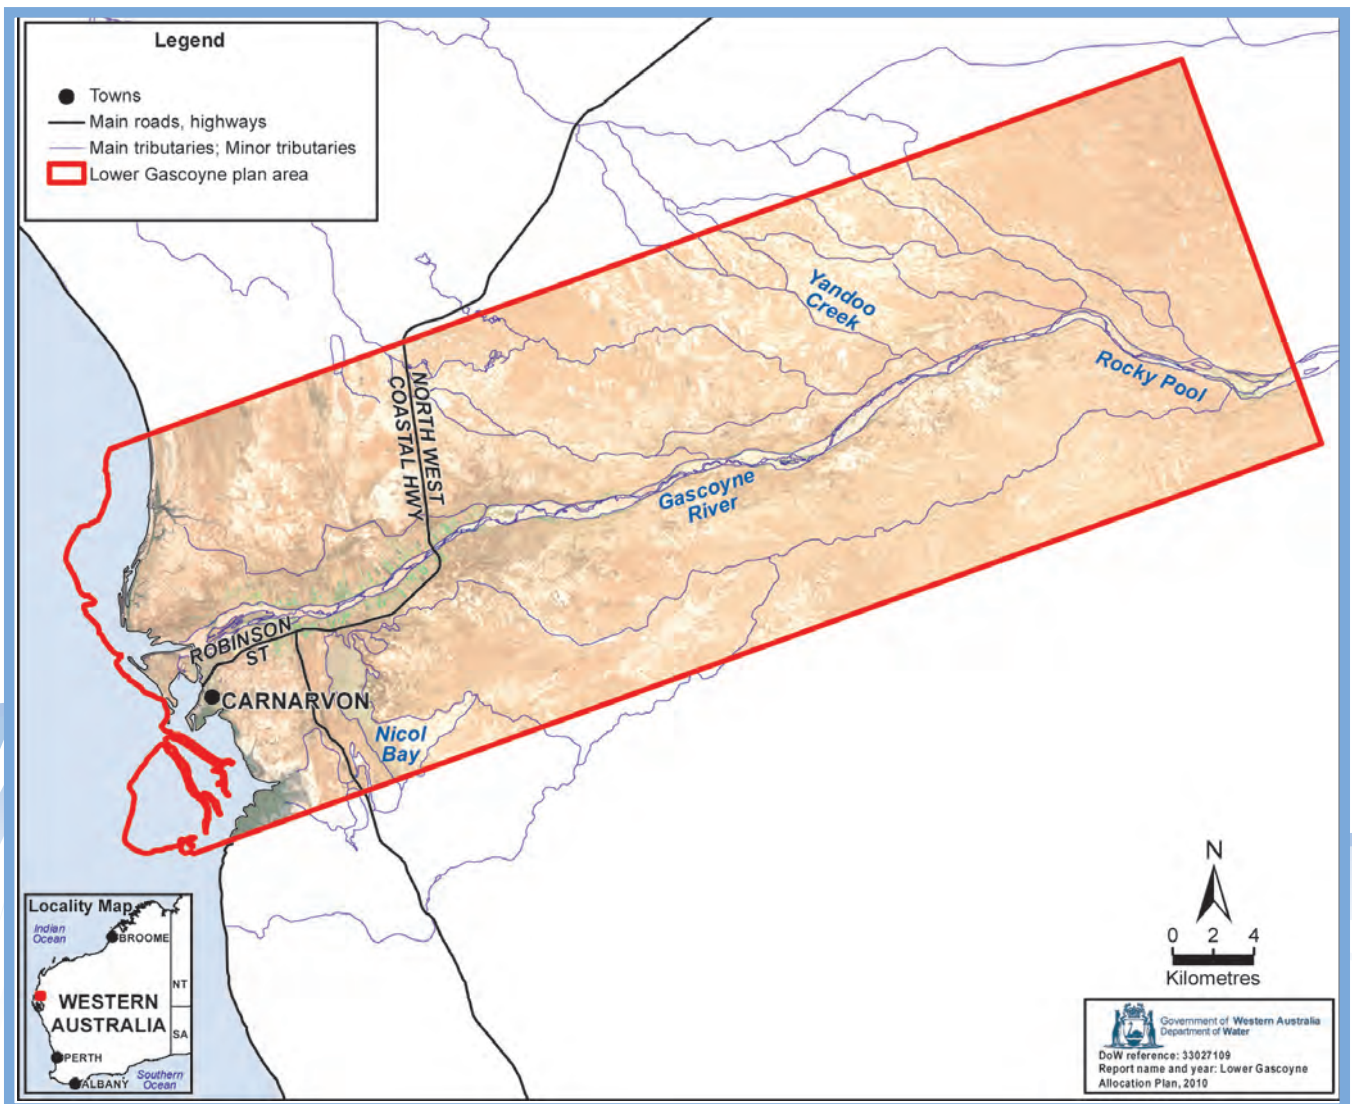 Legend
Towns
Main roads, highways
Main tributaries; Minor tributaries
Lower Gascoyne plan area
Yandoo
Creek
Rocky Pool
NORTH WEST
COASTAL HWY
Gascoyne
River
ROBINSON
ST
CARNARVON
Nicol
Bay
N
0 2 4
Kilometres
Locality Map
Indian
Ocean
BROOME
NT
WESTERN
AUSTRALIA
SA
PERTH
Southern
Ocean
ALBANY
Government of Western Australia
Department of Water
DoW reference: 33027109
Report name and year: Lower Gascoyne
Allocation Plan, 2010